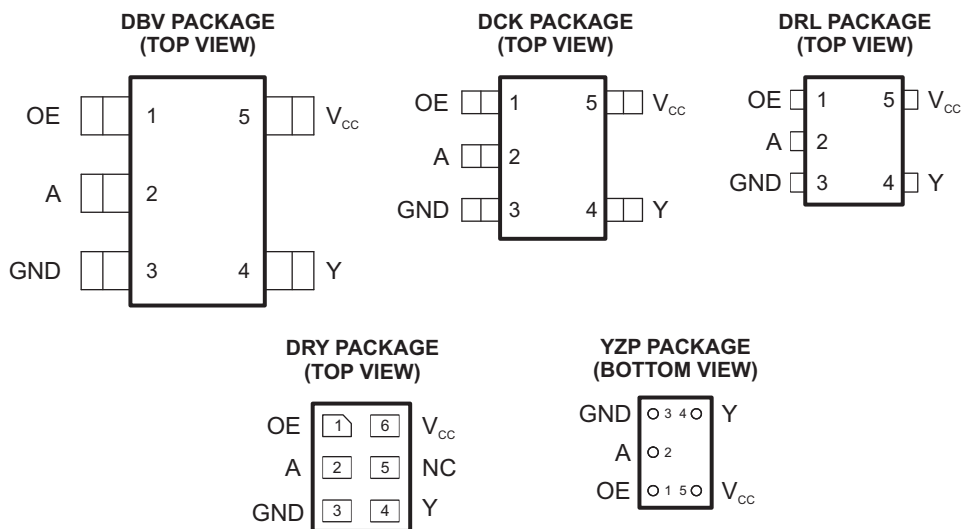 DBV PACKAGE
(TOP VIEW)
OE 1 5 VCC
A 2
GND 3 4 Y
DCK PACKAGE
(TOP VIEW)
OE 1 5 VCC
A 2
GND 3 4 Y
DRL PACKAGE
(TOP VIEW)
OE 1 5 VCC
A 2
GND 3 4 Y
DRY PACKAGE
(TOP VIEW)
OE 1 6 VCC
A 2 5 NC
GND 3 4 Y
YZP PACKAGE
(BOTTOM VIEW)
GND 3 4 Y
A 2
OE 1 5 VCC